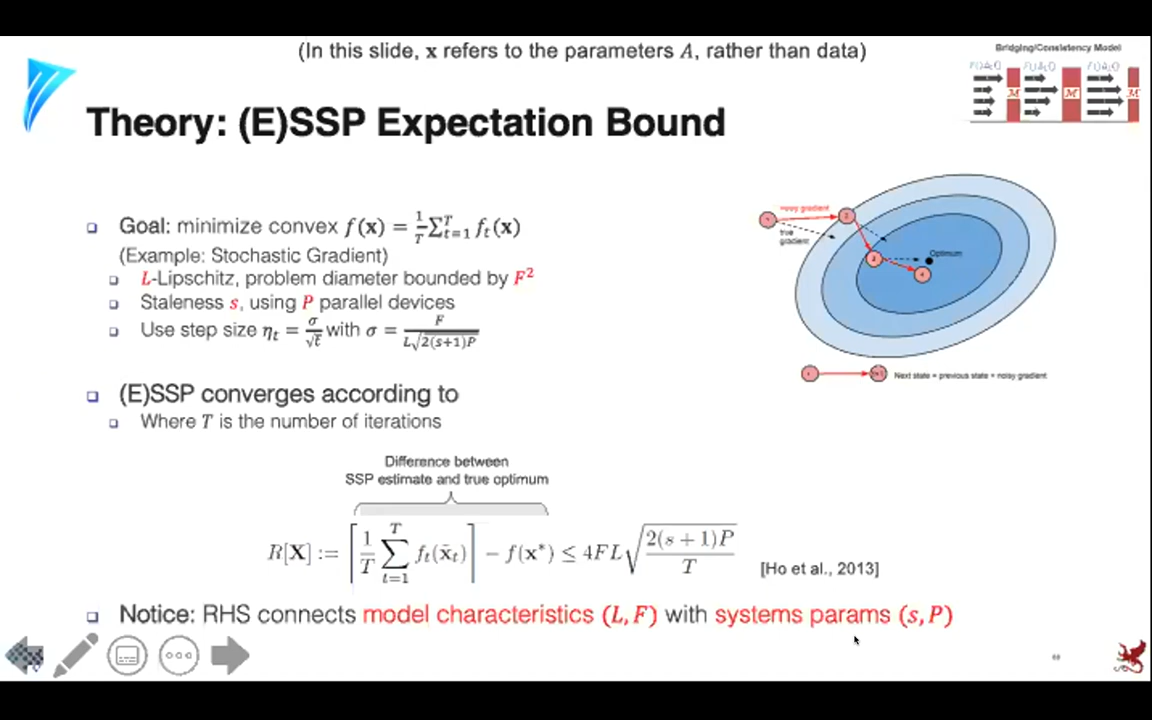 (In this slide, x refers to the parameters A, rather than data)
Bridging/Consistency Model
Theory: (E)SSP Expectation Bound
Goal: minimize convex f(x) = 1/T Σ_{t=1}^{T} f_t(x)
(Example: Stochastic Gradient)
L-Lipschitz, problem diameter bounded by F²
Staleness s, using P parallel devices
Use step size η_t = σ/√t with σ = F/(L√(2(s+1)P))
noisy gradient
true
gradient
Optimum
Next state = previous state + noisy gradient
(E)SSP converges according to
Where T is the number of iterations
Difference between
SSP estimate and true optimum
R[X] := [1/T Σ_{t=1}^{T} f_t(x̃_t)] − f(x*) ≤ 4FL√(2(s + 1)P/T)
[Ho et al., 2013]
Notice: RHS connects model characteristics (L, F) with systems params (s, P)